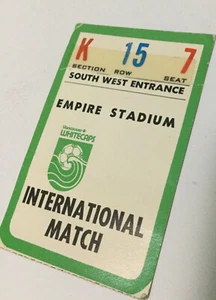 K 15 7
SECTION ROW SEAT
SOUTH WEST ENTRANCE
EMPIRE STADIUM
Vancouver
WHITECAPS
INTERNATIONAL
MATCH